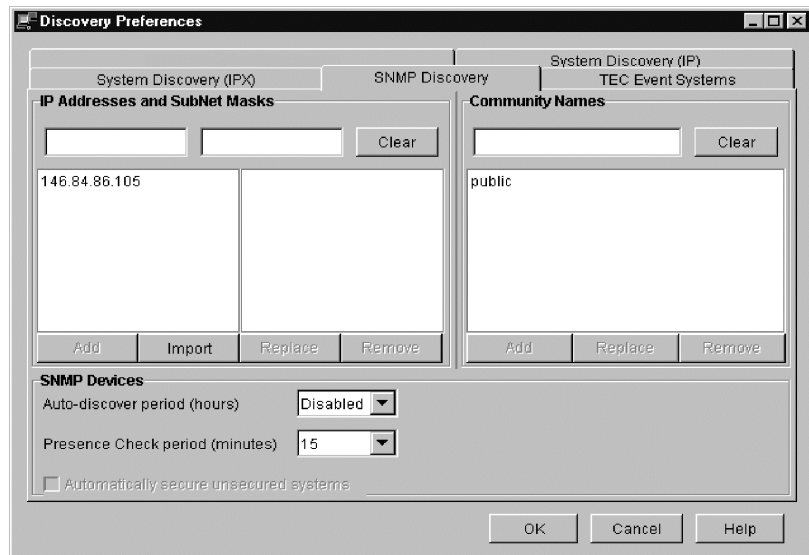 Discovery Preferences
System Discovery (IP)
System Discovery (IPX)
SNMP Discovery
TEC Event Systems
IP Addresses and SubNet Masks
Clear
146.84.86.105
Add
Import
Replace
Remove
Community Names
Clear
public
Add
Replace
Remove
SNMP Devices
Auto-discover period (hours)
Disabled
Presence Check period (minutes)
15
Automatically secure unsecured systems
OK
Cancel
Help